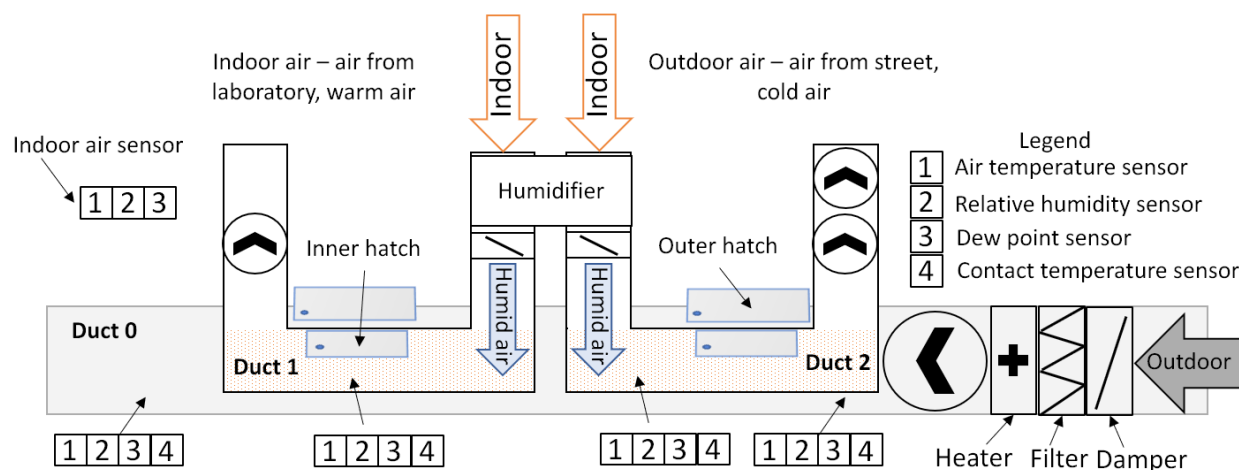 Indoor
Indoor
Indoor air – air from
laboratory, warm air
Outdoor air – air from street,
cold air
Indoor air sensor
1 2 3
Humidifier
Legend
1 Air temperature sensor
2 Relative humidity sensor
3 Dew point sensor
4 Contact temperature sensor
Inner hatch
Outer hatch
Humid air
Humid air
Duct 0
Duct 1
Duct 2
Outdoor
1 2 3 4
1 2 3 4
1 2 3 4
1 2 3 4
Heater
Filter
Damper